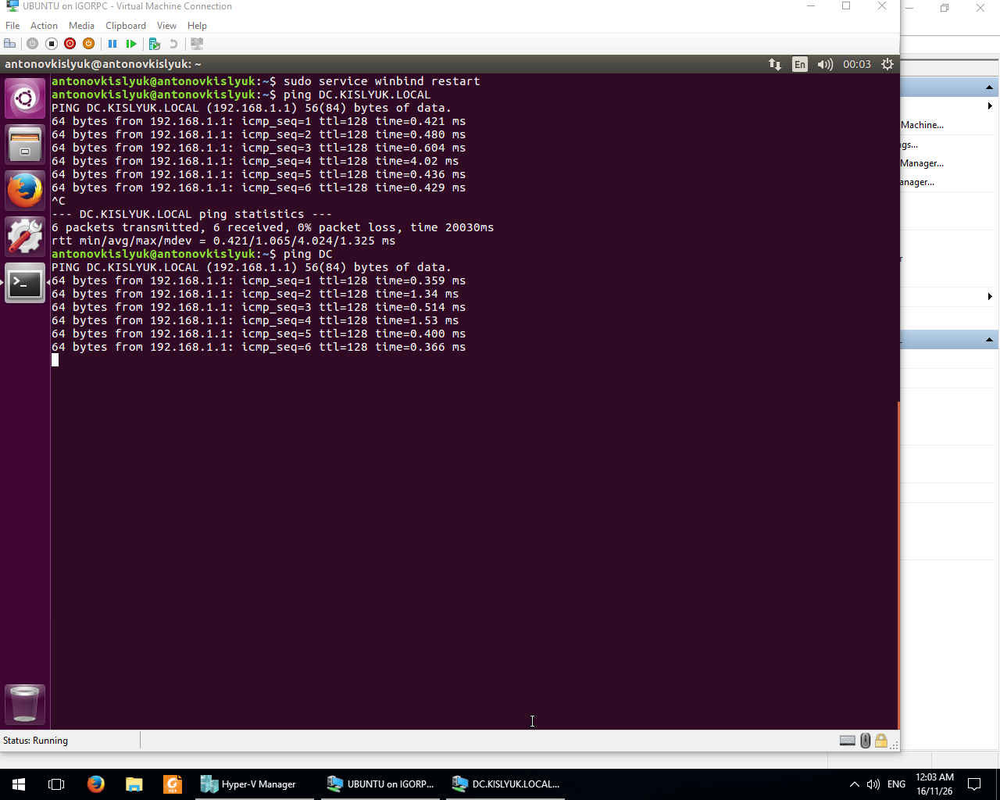 UBUNTU on IGORPC - Virtual Machine Connection
File Action Media Clipboard View Help
antonovkislyuk@antonovkislyuk: ~
En 00:03
antonovkislyuk@antonovkislyuk:~$ sudo service winbind restart
antonovkislyuk@antonovkislyuk:~$ ping DC.KISLYUK.LOCAL
PING DC.KISLYUK.LOCAL (192.168.1.1) 56(84) bytes of data.
64 bytes from 192.168.1.1: icmp_seq=1 ttl=128 time=0.421 ms
64 bytes from 192.168.1.1: icmp_seq=2 ttl=128 time=0.480 ms
64 bytes from 192.168.1.1: icmp_seq=3 ttl=128 time=0.604 ms
64 bytes from 192.168.1.1: icmp_seq=4 ttl=128 time=4.02 ms
64 bytes from 192.168.1.1: icmp_seq=5 ttl=128 time=0.436 ms
64 bytes from 192.168.1.1: icmp_seq=6 ttl=128 time=0.429 ms
^C
--- DC.KISLYUK.LOCAL ping statistics ---
6 packets transmitted, 6 received, 0% packet loss, time 20030ms
rtt min/avg/max/mdev = 0.421/1.065/4.024/1.325 ms
antonovkislyuk@antonovkislyuk:~$ ping DC
PING DC.KISLYUK.LOCAL (192.168.1.1) 56(84) bytes of data.
64 bytes from 192.168.1.1: icmp_seq=1 ttl=128 time=0.359 ms
64 bytes from 192.168.1.1: icmp_seq=2 ttl=128 time=1.34 ms
64 bytes from 192.168.1.1: icmp_seq=3 ttl=128 time=0.514 ms
64 bytes from 192.168.1.1: icmp_seq=4 ttl=128 time=1.53 ms
64 bytes from 192.168.1.1: icmp_seq=5 ttl=128 time=0.400 ms
64 bytes from 192.168.1.1: icmp_seq=6 ttl=128 time=0.366 ms
Machine...
gs...
Manager...
anager...
r
Status: Running
Hyper-V Manager
UBUNTU on IGORP...
DC.KISLYUK.LOCAL...
ENG
12:03 AM
16/11/26